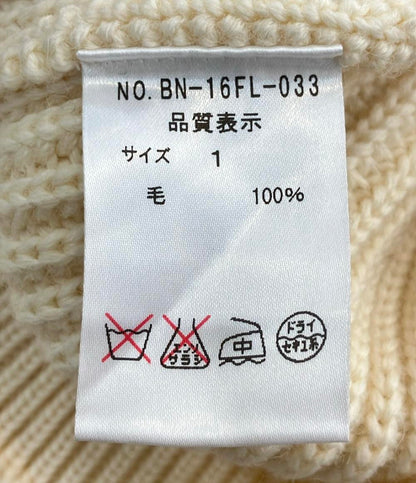 NO. BN-16FL-033
品質表示
サイズ 1
毛 100%
エンソ
サラシ
中
ドライ
セキユ系